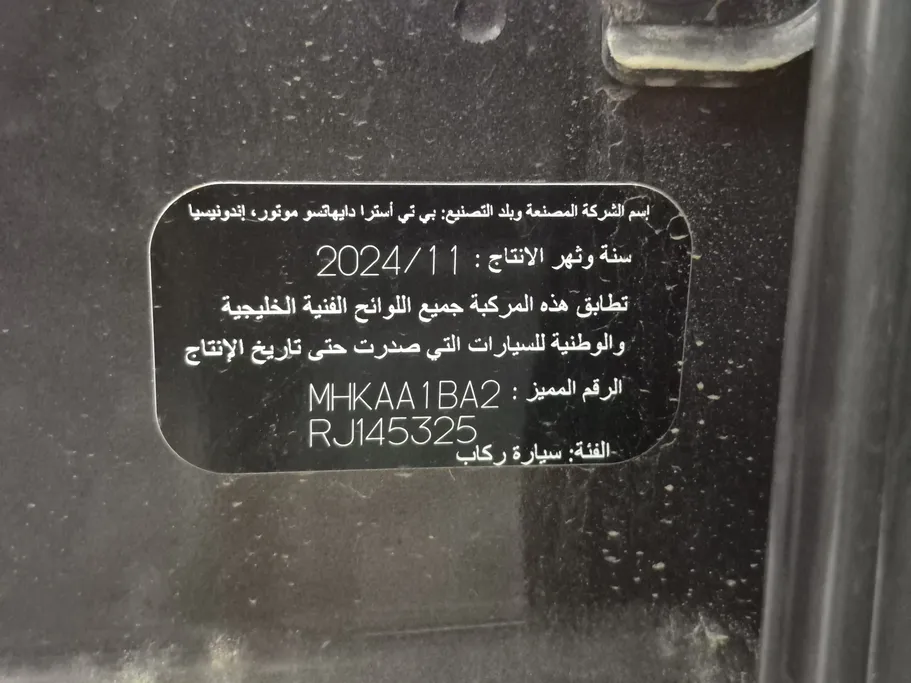 إسم الشركة المصنعة وبلد التصنيع: بي تي أسترا دايهاتسو موتور، إندونيسيا
سنة وشهر الانتاج : 2024/11
تطابق هذه المركبة جميع اللوائح الفنية الخليجية
والوطنية للسيارات التي صدرت حتى تاريخ الإنتاج
الرقم المميز : MHKAA1BA2
RJ145325
الفئة: سيارة ركاب